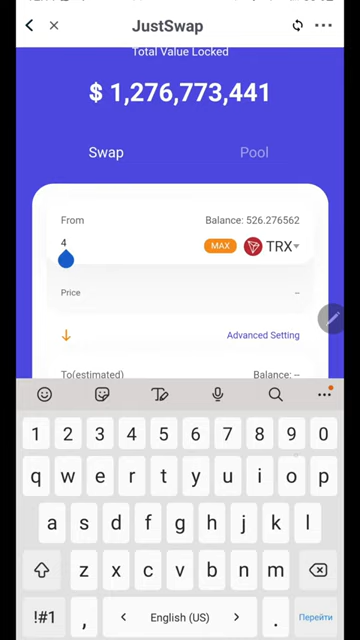 JustSwap
Total Value Locked
$ 1,276,773,441
Swap Pool
From Balance: 526.276562
4 MAX TRX
Price --
Advanced Setting
To(estimated) Balance: --
1 2 3 4 5 6 7 8 9 0
q w e r t y u i o p
a s d f g h j k l
z x c v b n m
!#1 , < English (US) > . Перейти